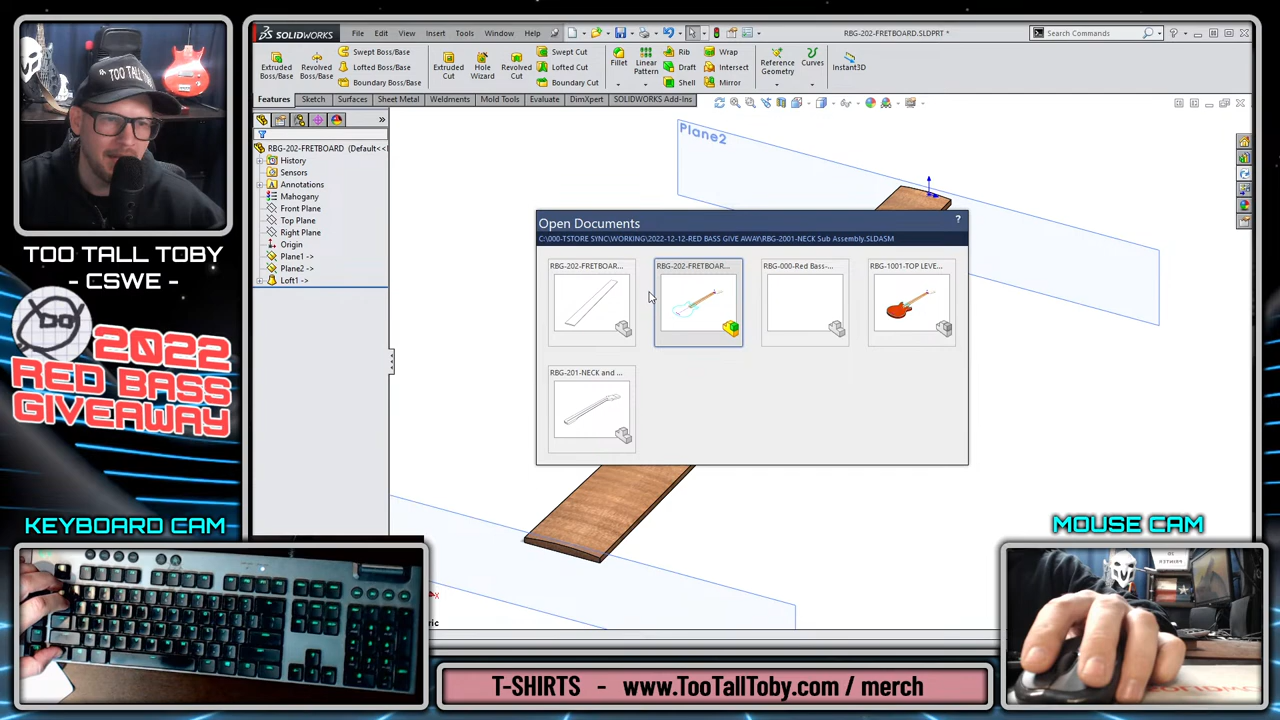 TOO TALL TOBY
- CSWE -
2022
RED BASS
GIVEAWAY
KEYBOARD CAM
SOLIDWORKS
File
Edit
View
Insert
Tools
Window
Help
RBG-202-FRETBOARD.SLDPRT *
Search Commands
Extruded
Boss/Base
Revolved
Boss/Base
Swept Boss/Base
Lofted Boss/Base
Boundary Boss/Base
Extruded
Cut
Hole
Wizard
Revolved
Cut
Swept Cut
Lofted Cut
Boundary Cut
Fillet
Linear
Pattern
Rib
Draft
Shell
Wrap
Intersect
Mirror
Reference
Geometry
Curves
Instant3D
Features
Sketch
Surfaces
Sheet Metal
Weldments
Mold Tools
Evaluate
DimXpert
SOLIDWORKS Add-Ins
RBG-202-FRETBOARD (Default<<
History
Sensors
Annotations
Mahogany
Front Plane
Top Plane
Right Plane
Origin
Plane1 ->
Plane2 ->
Loft1 ->
Plane2
Open Documents
?
C:\000-TSTORE SYNC\WORKING\2022-12-12-RED BASS GIVE AWAY\RBG-2001-NECK Sub Assembly.SLDASM
RBG-202-FRETBOAR...
RBG-202-FRETBOAR...
RBG-000-Red Bass-...
RBG-1001-TOP LEVE...
RBG-201-NECK and ...
MOUSE CAM
T-SHIRTS - www.TooTallToby.com / merch